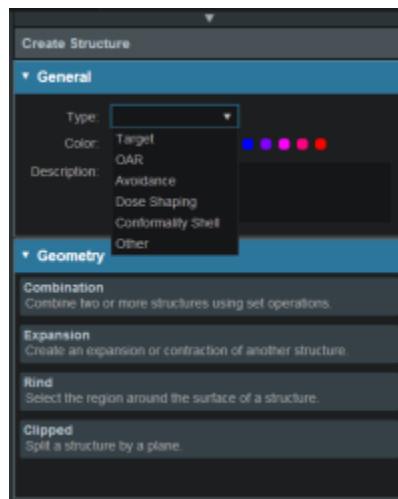 Create Structure
General
Type:
Target
Color:
OAR
Description:
Avoidance
Dose Shaping
Conformality Shell
Other
Geometry
Combination
Combine two or more structures using set operations.
Expansion
Create an expansion or contraction of another structure.
Rind
Select the region around the surface of a structure.
Clipped
Split a structure by a plane.